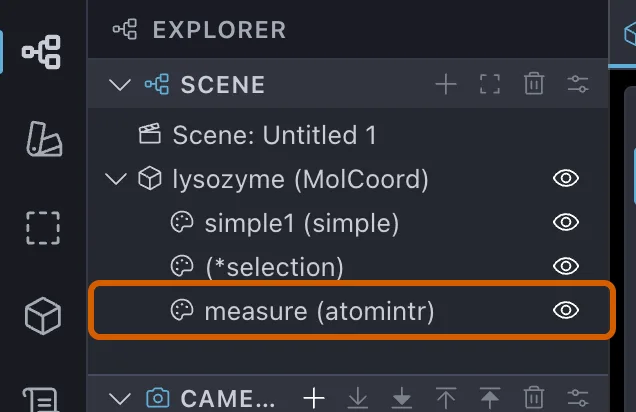 EXPLORER
SCENE
Scene: Untitled 1
lysozyme (MolCoord)
simple1 (simple)
(*selection)
measure (atomintr)
CAME...